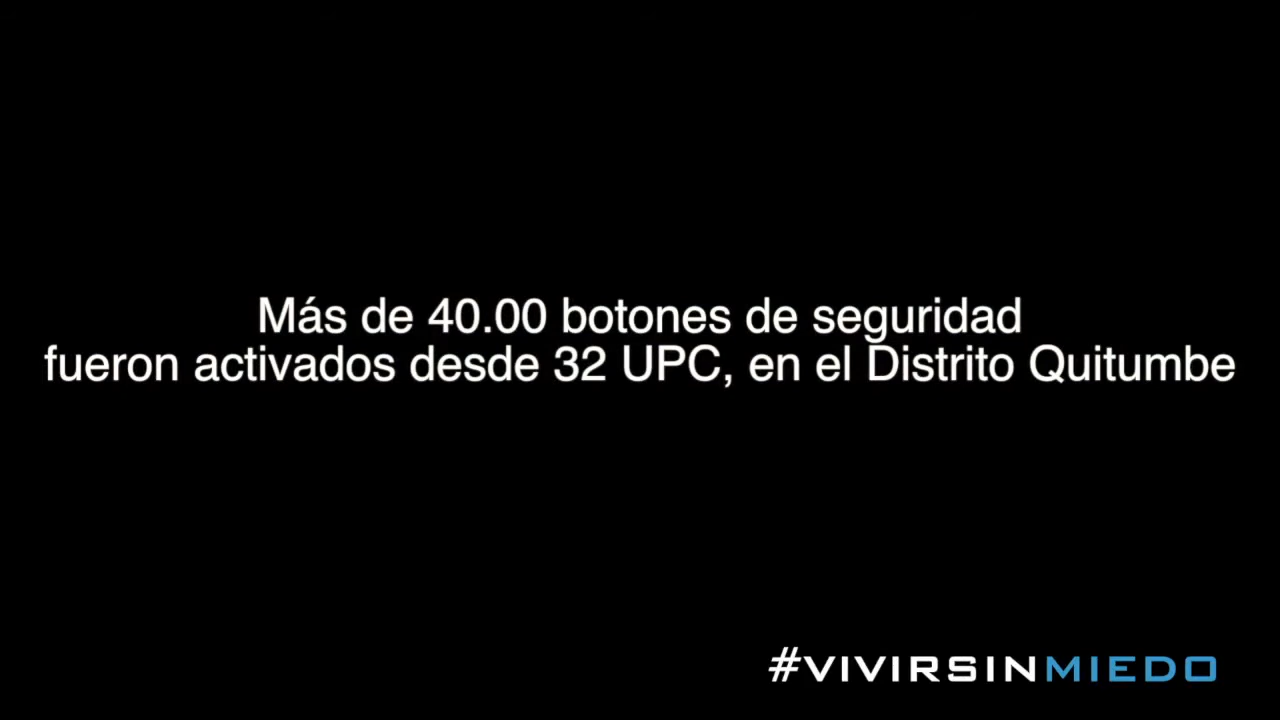 Más de 40.00 botones de seguridad
fueron activados desde 32 UPC, en el Distrito Quitumbe
#VIVIRSINMIEDO